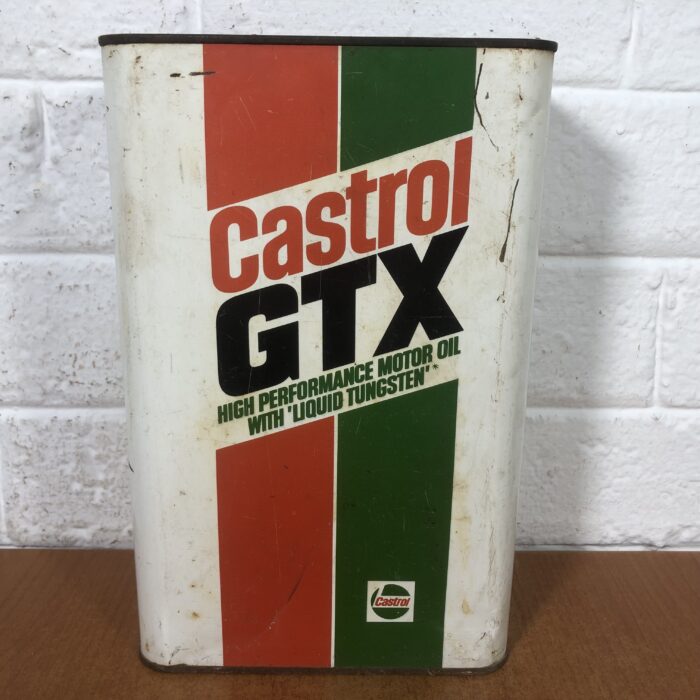 Castrol
GTX
HIGH PERFORMANCE MOTOR OIL
WITH 'LIQUID TUNGSTEN'*
Castrol